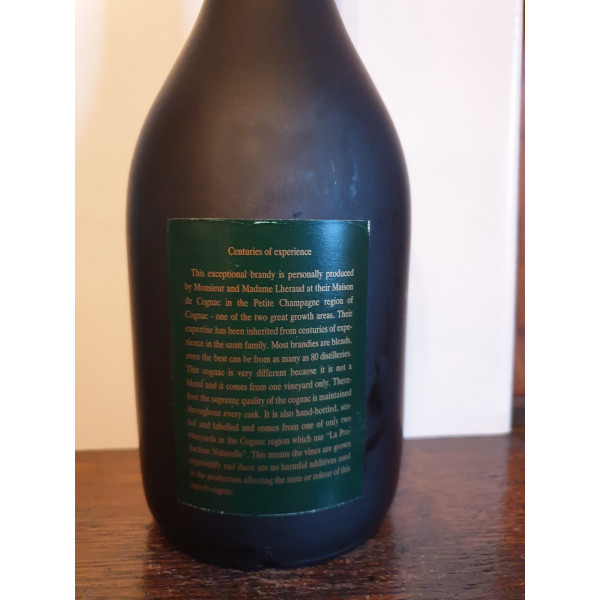 Centuries of experience
This exceptional brandy is personally produced
by Monsieur and Madame Lheraud at their Maison
de Cognac in the Petite Champagne region of
Cognac - one of the two great growth areas. Their
expertise has been inherited from centuries of expe-
rience in the same family. Most brandies are blends,
even the best can be from as many as 80 distilleries.
This cognac is very different because it is not a
blend and it comes from one vineyard only. There-
fore the supreme quality of the cognac is maintained
throughout every cask. It is also hand-bottled, sea-
led and labelled and comes from one of only two
vineyards in the Cognac region which use "La Pro-
duction Naturelle". This means the vines are grown
organically and there are no harmful additives used
in the production affecting the taste or colour of this
superb cognac.